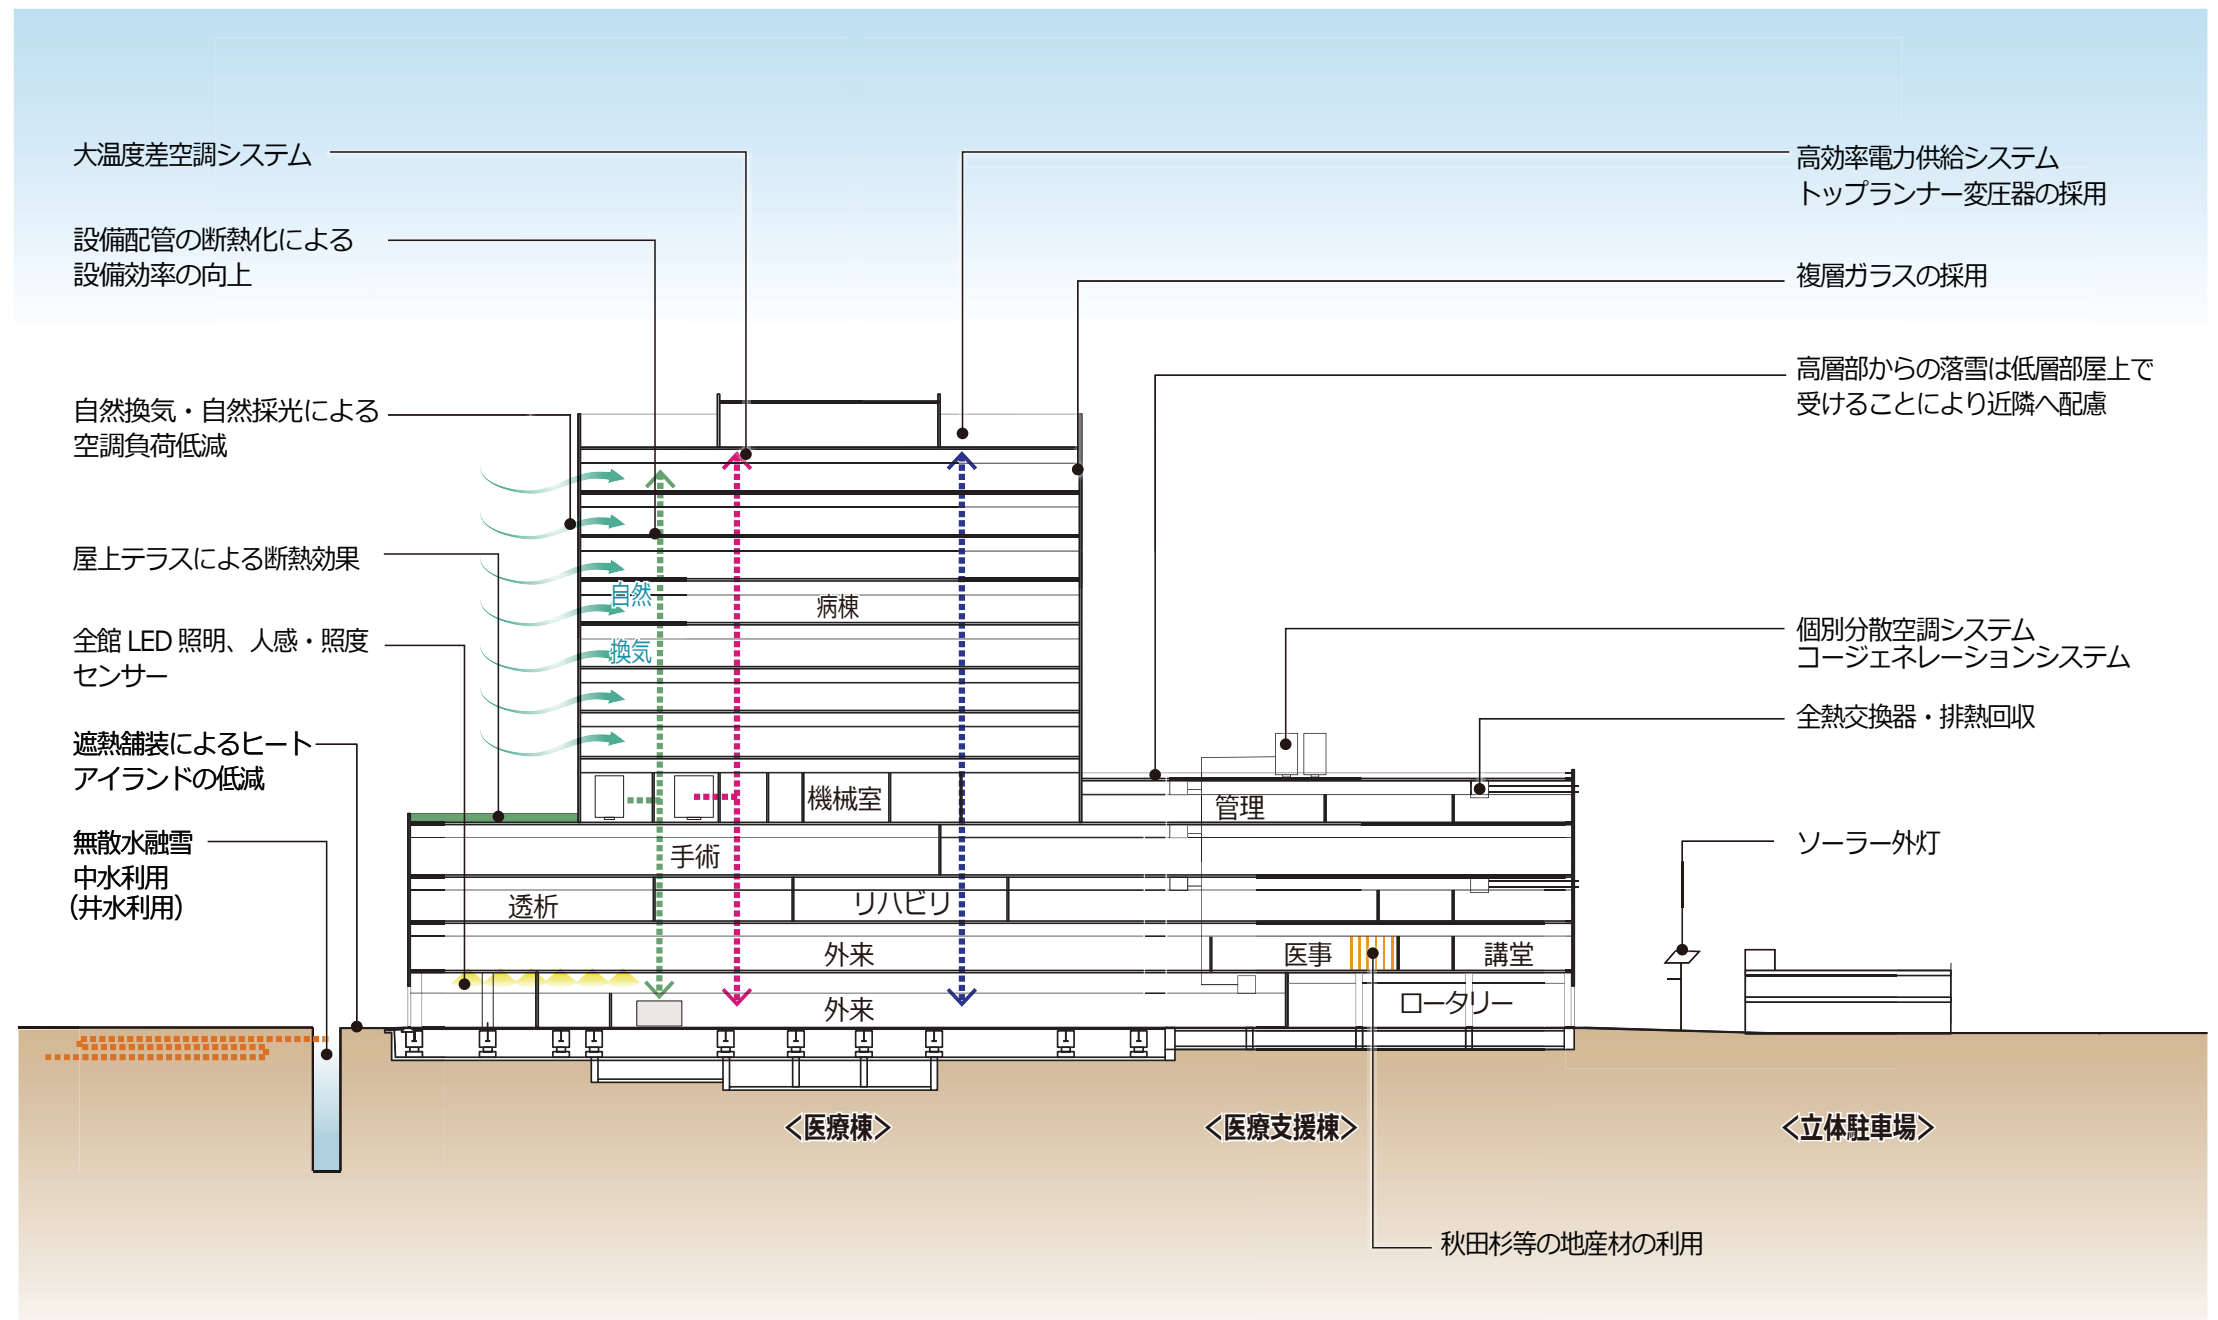 大温度差空調システム
設備配管の断熱化による
設備効率の向上
自然換気・自然採光による
空調負荷低減
屋上テラスによる断熱効果
全館 LED 照明、人感・照度
センサー
遮熱舗装によるヒート
アイランドの低減
無散水融雪
中水利用
（井水利用）
高効率電力供給システム
トップランナー変圧器の採用
複層ガラスの採用
高層部からの落雪は低層部屋上で
受けることにより近隣へ配慮
個別分散空調システム
コージェネレーションシステム
全熱交換器・排熱回収
ソーラー外灯
自然
換気
病棟
機械室
管理
手術
透析
リハビリ
外来
医事
講堂
外来
ロータリー
＜医療棟＞
＜医療支援棟＞
＜立体駐車場＞
秋田杉等の地産材の利用